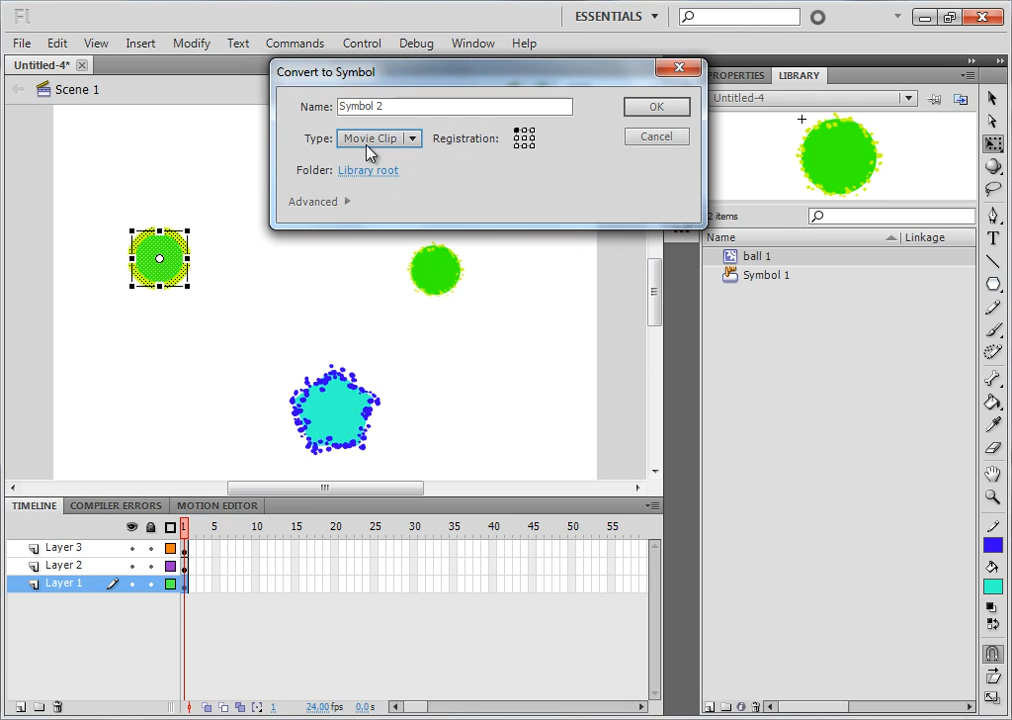 Fl
ESSENTIALS
File Edit View Insert Modify Text Commands Control Debug Window Help
Untitled-4*
Scene 1
Convert to Symbol
Name: Symbol 2
OK
Type: Movie Clip
Registration:
Cancel
Folder: Library root
Advanced
PROPERTIES LIBRARY
Untitled-4
2 items
Name Linkage
ball 1
Symbol 1
TIMELINE COMPILER ERRORS MOTION EDITOR
1 5 10 15 20 25 30 35 40 45 50 55
Layer 3
Layer 2
Layer 1
1 24.00 fps 0.0 s